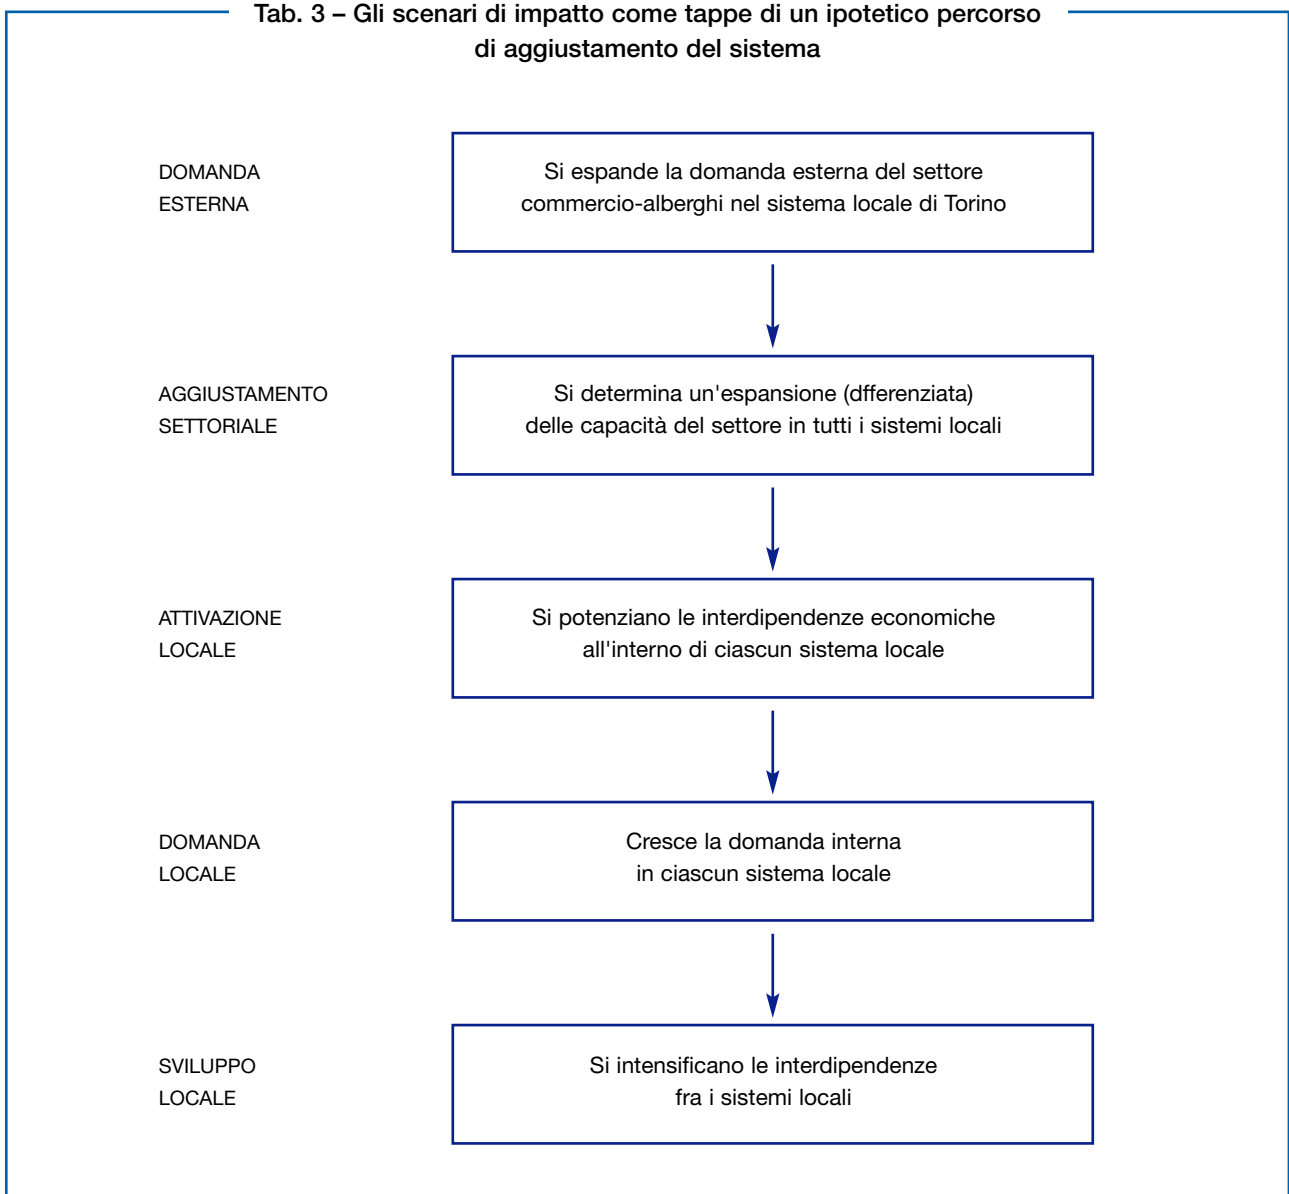 Tab. 3 – Gli scenari di impatto come tappe di un ipotetico percorso
di aggiustamento del sistema
DOMANDA
ESTERNA
Si espande la domanda esterna del settore
commercio-alberghi nel sistema locale di Torino
AGGIUSTAMENTO
SETTORIALE
Si determina un'espansione (dfferenziata)
delle capacità del settore in tutti i sistemi locali
ATTIVAZIONE
LOCALE
Si potenziano le interdipendenze economiche
all'interno di ciascun sistema locale
DOMANDA
LOCALE
Cresce la domanda interna
in ciascun sistema locale
SVILUPPO
LOCALE
Si intensificano le interdipendenze
fra i sistemi locali